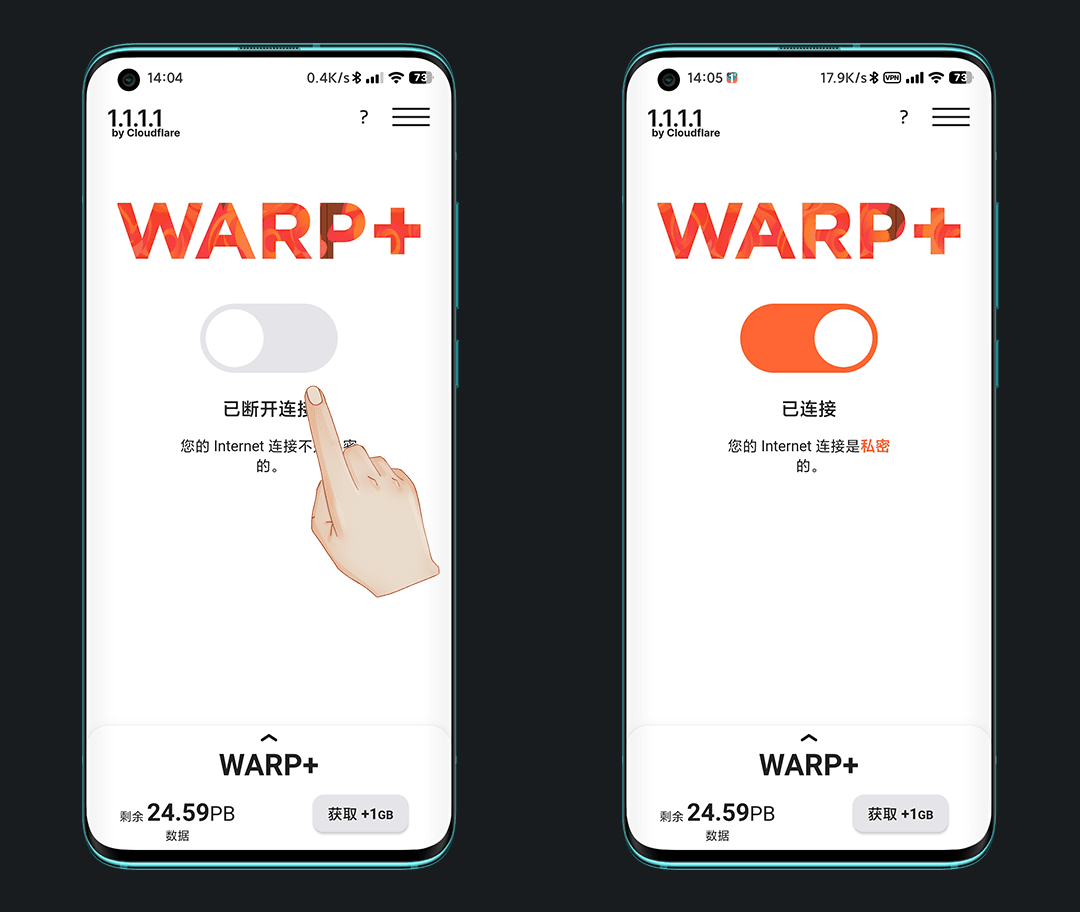 14:04
0.4K/s
73
1.1.1.1
by Cloudflare
?
WARP+
已断开连接
您的 Internet 连接不
密
的。
WARP+
剩余 24.59PB
数据
获取 +1GB
14:05
17.9K/s
VPN
73
1.1.1.1
by Cloudflare
?
WARP+
已连接
您的 Internet 连接是私密
的。
WARP+
剩余 24.59PB
数据
获取 +1GB